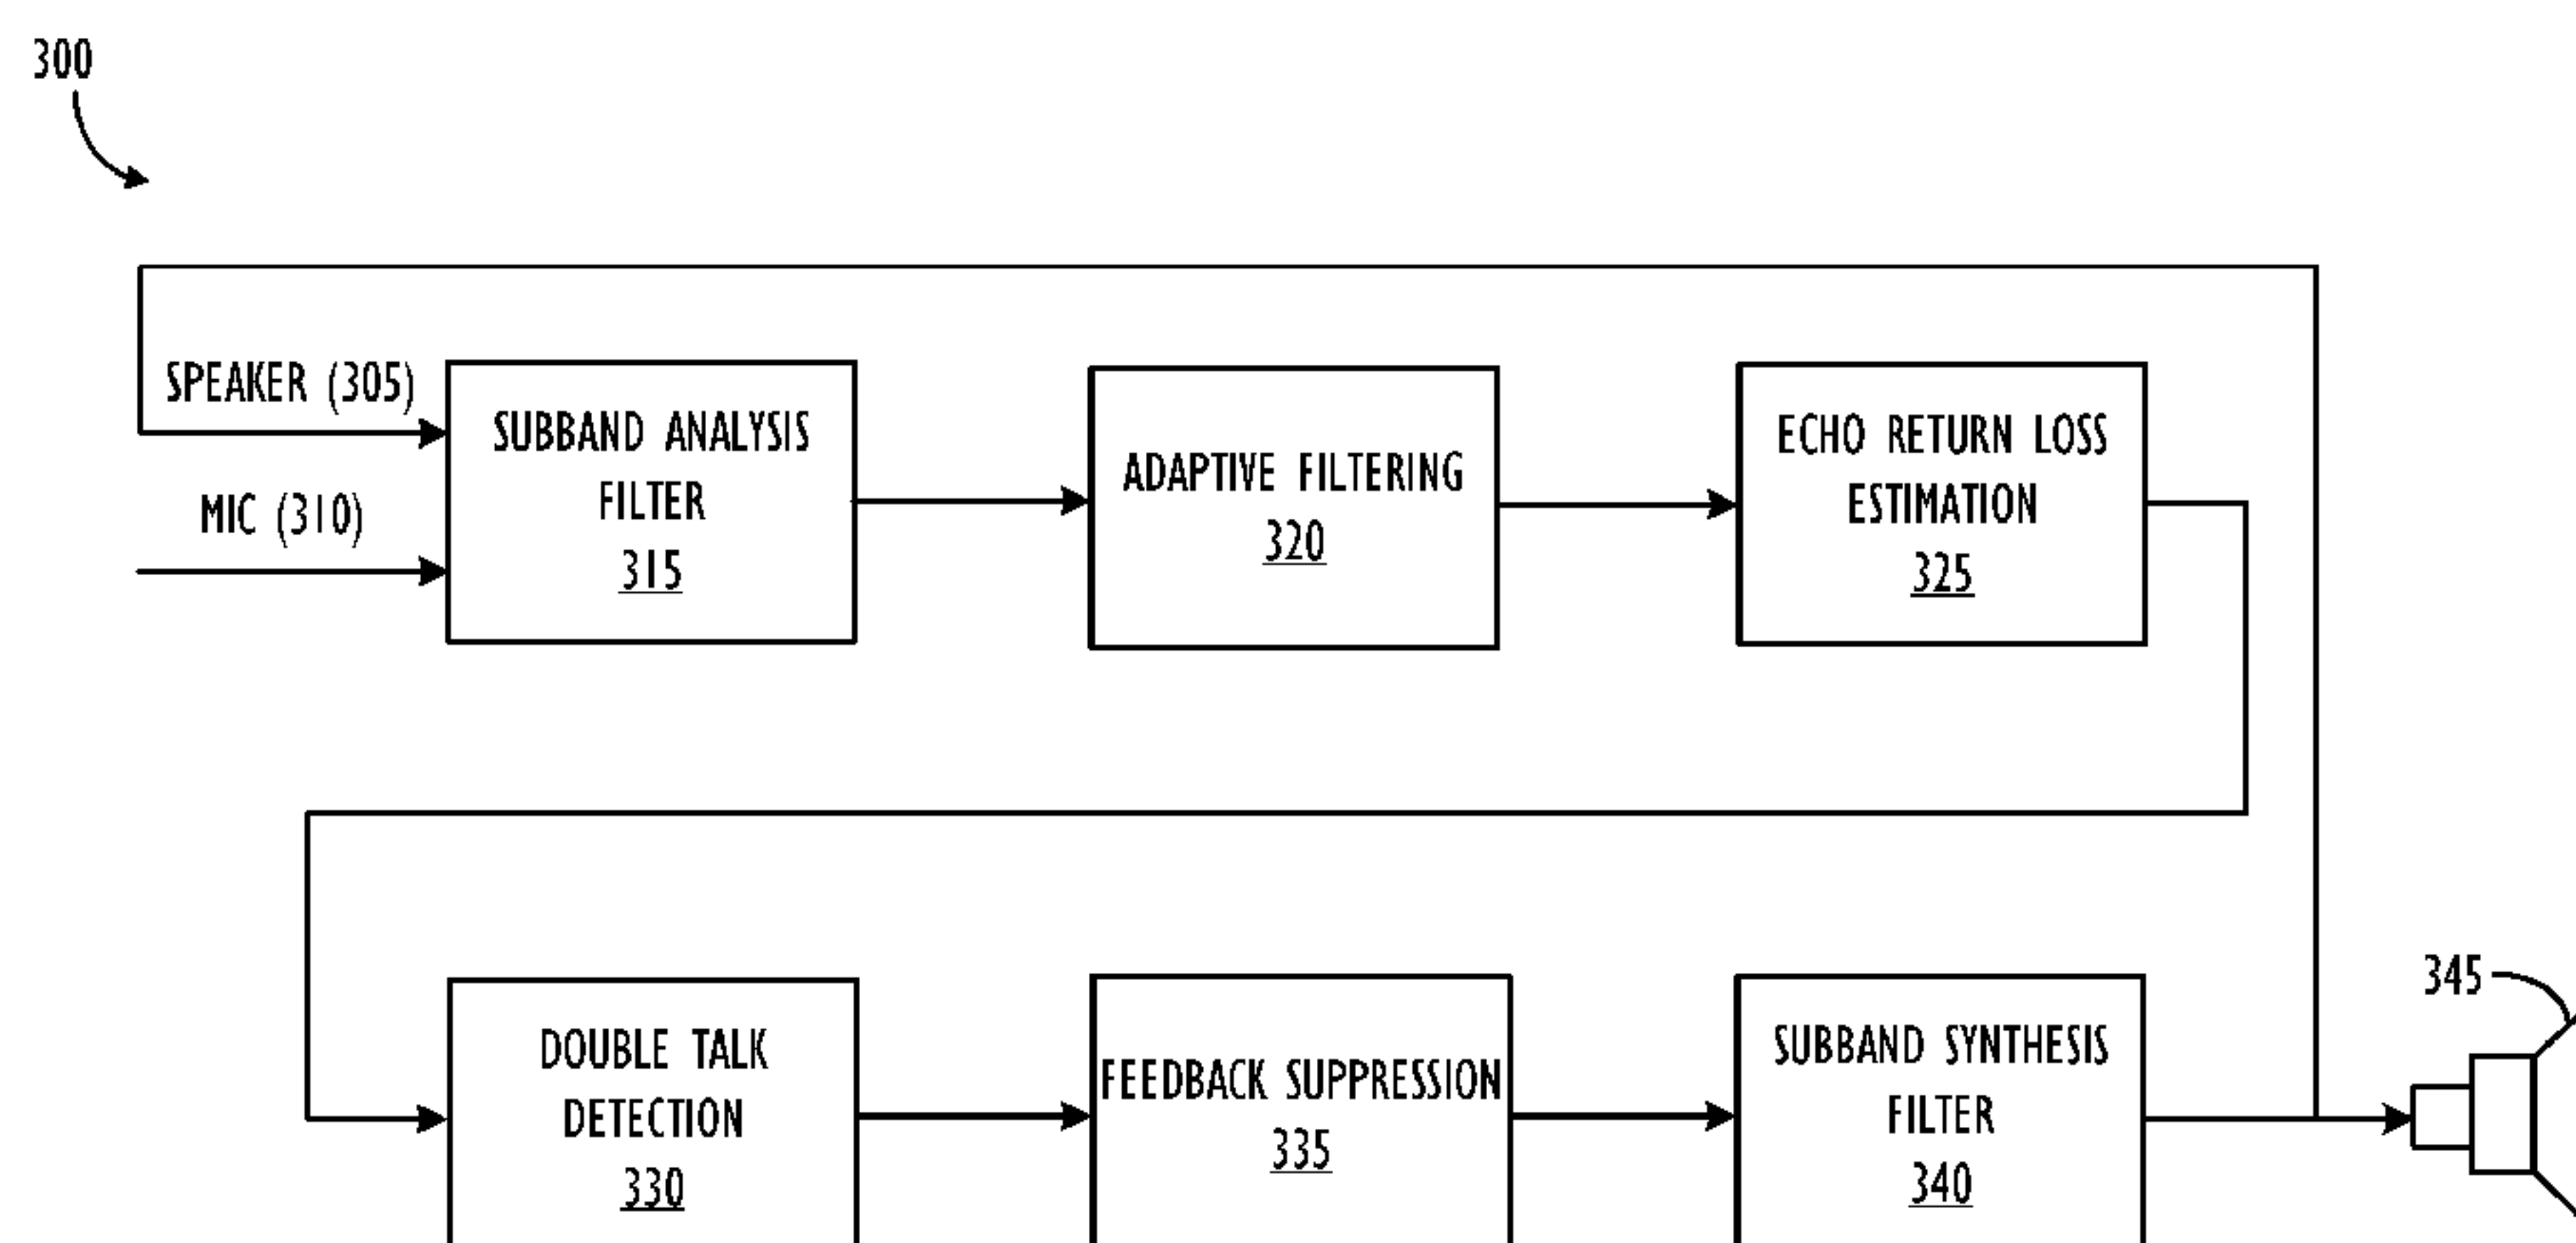 300
SPEAKER (305)
MIC (310)
SUBBAND ANALYSIS
FILTER
315
ADAPTIVE FILTERING
320
ECHO RETURN LOSS
ESTIMATION
325
DOUBLE TALK
DETECTION
330
FEEDBACK SUPPRESSION
335
SUBBAND SYNTHESIS
FILTER
340
345